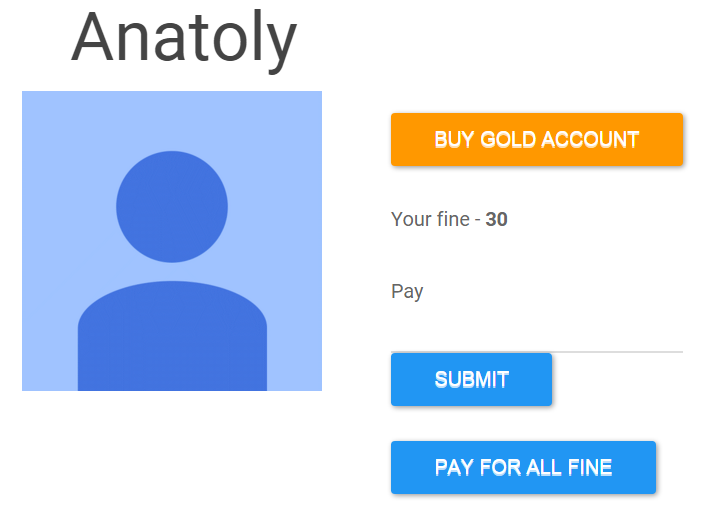 Anatoly
BUY GOLD ACCOUNT
Your fine - 30
Pay
SUBMIT
PAY FOR ALL FINE